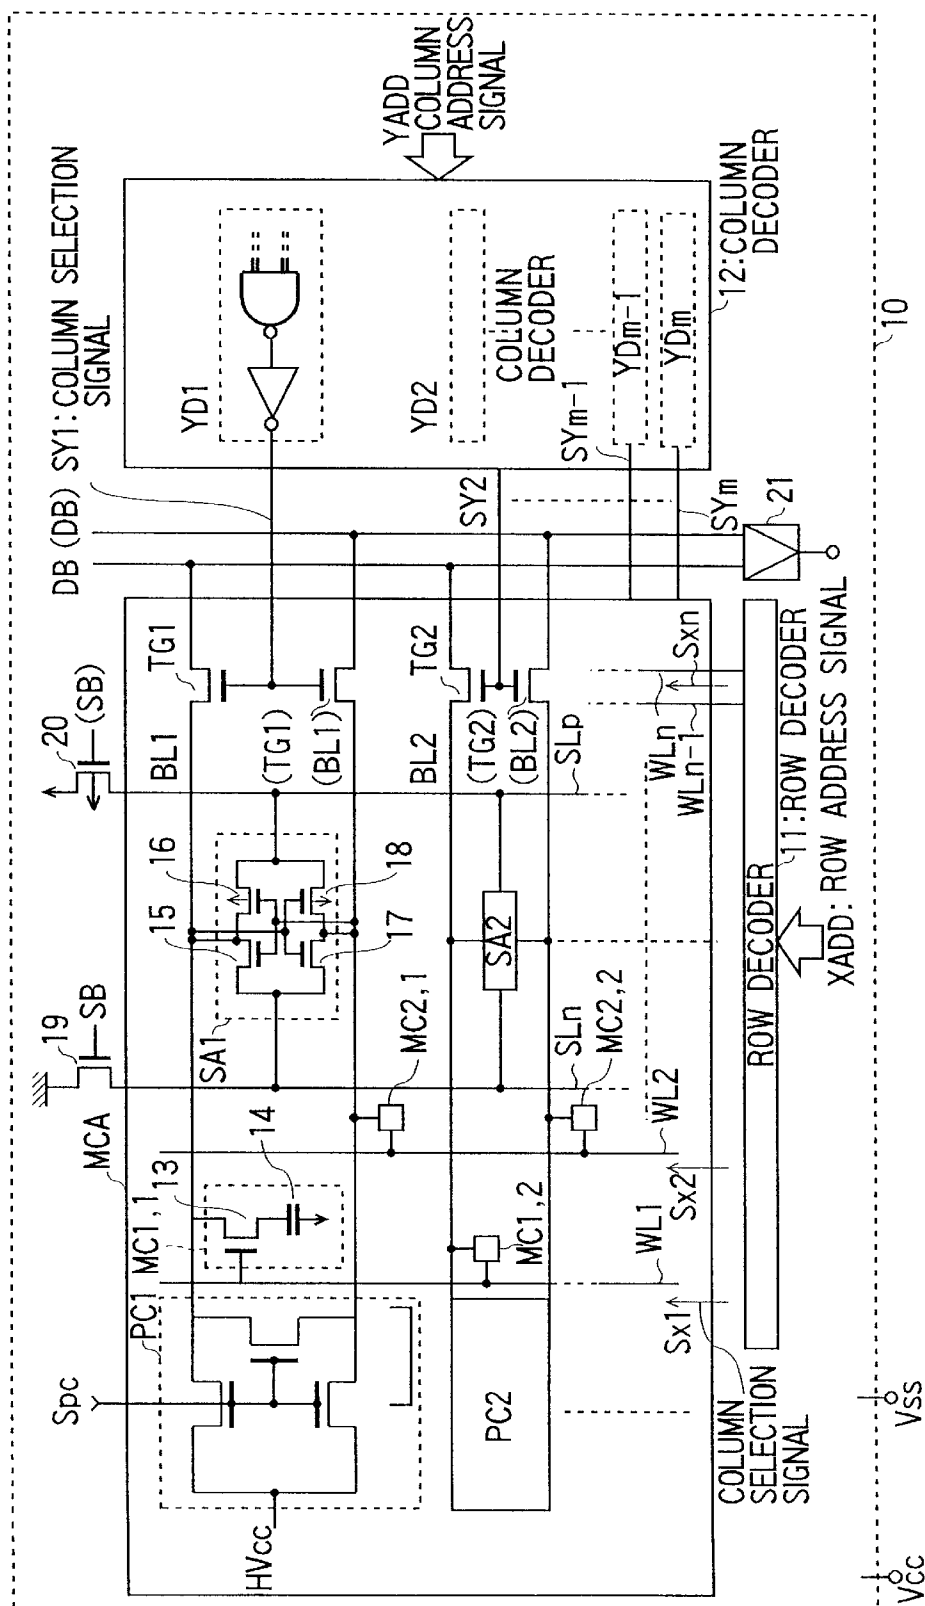 10
YADD
COLUMN
ADDRESS
SIGNAL
DB (DB) SY1: COLUMN SELECTION
SIGNAL
YD1
YD2
COLUMN
DECODER
YDm-1
YDm
12:COLUMN
DECODER
SY2
SYm-1
SYm
21
20
(SB)
19
SB
MCA
BL1
TG1
(TG1)
(BL1)
SLp
BL2
TG2
(TG2)
(BL2)
15
16
17
18
SA1
SA2
SLn
MC2,1
MC2,2
MC1,1
13
14
MC1,2
Spc
PC1
PC2
HVcc
WL1
WL2
WLn-1
WLn
Sx1
Sx2
Sxn
COLUMN
SELECTION
SIGNAL
ROW DECODER
11:ROW DECODER
XADD: ROW ADDRESS SIGNAL
Vcc
Vss